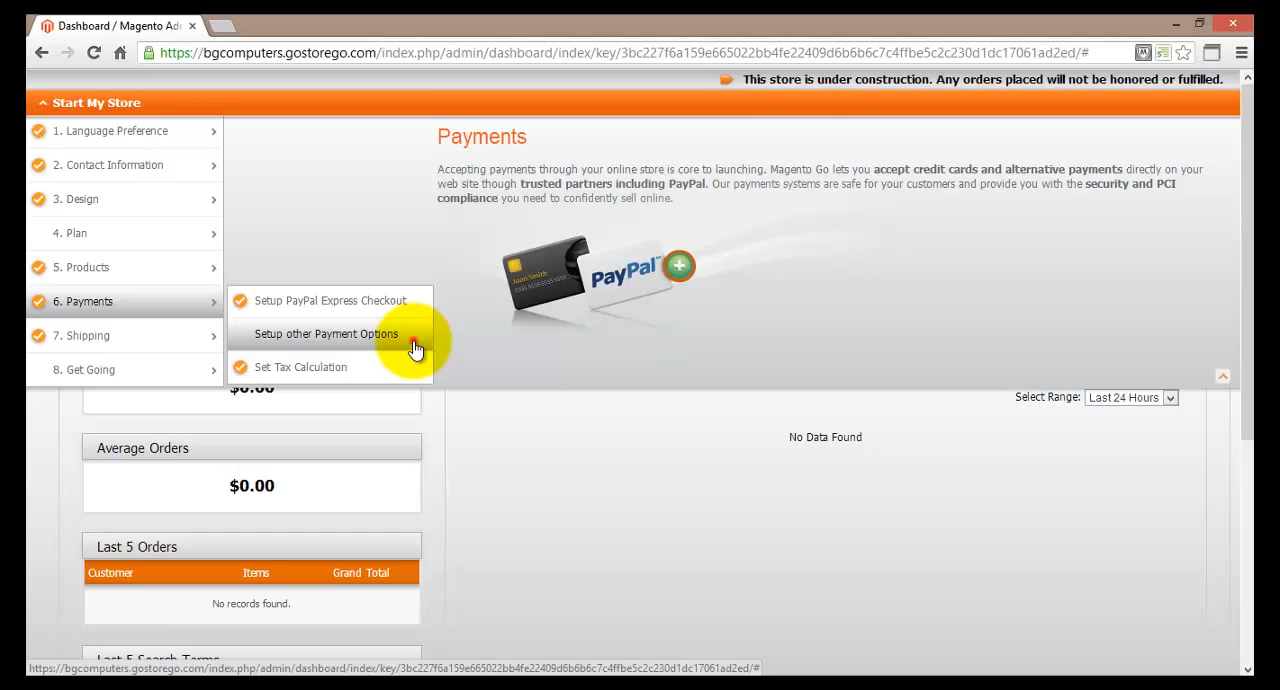 Dashboard / Magento Ad
https://bgcomputers.gostorego.com/index.php/admin/dashboard/index/key/3bc227f6a159e665022bb4fe22409d6b6b6c7c4ffbe5c2c230d1dc17061ad2ed/#
This store is under construction. Any orders placed will not be honored or fulfilled.
Start My Store
1. Language Preference
2. Contact Information
3. Design
4. Plan
5. Products
6. Payments
7. Shipping
8. Get Going
Setup PayPal Express Checkout
Setup other Payment Options
Set Tax Calculation
Payments
Accepting payments through your online store is core to launching. Magento Go lets you accept credit cards and alternative payments directly on your
web site though trusted partners including PayPal. Our payments systems are safe for your customers and provide you with the security and PCI
compliance you need to confidently sell online.
Joan Smith
PayPal
$0.00
Select Range: Last 24 Hours
No Data Found
Average Orders
$0.00
Last 5 Orders
Customer Items Grand Total
No records found.
Last 5 Search Terms
https://bgcomputers.gostorego.com/index.php/admin/dashboard/index/key/3bc227f6a159e665022bb4fe22409d6b6b6c7c4ffbe5c2c230d1dc17061ad2ed/#